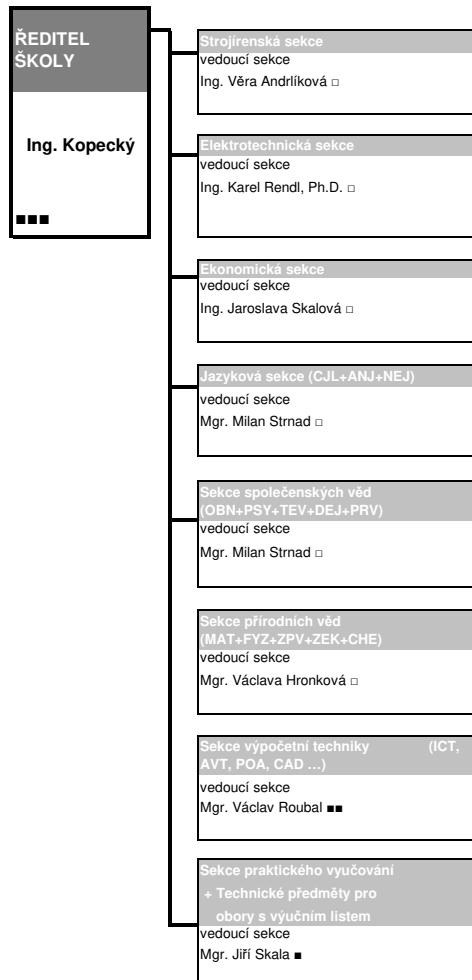 ŘEDITEL
ŠKOLY
Ing. Kopecký
■■■
Strojírenská sekce
vedoucí sekce
Ing. Věra Andrlíková □
Elektrotechnická sekce
vedoucí sekce
Ing. Karel Rendl, Ph.D. □
Ekonomická sekce
vedoucí sekce
Ing. Jaroslava Skalová □
Jazyková sekce (CJL+ANJ+NEJ)
vedoucí sekce
Mgr. Milan Strnad □
Sekce společenských věd
(OBN+PSY+TEV+DEJ+PRV)
vedoucí sekce
Mgr. Milan Strnad □
Sekce přírodních věd
(MAT+FYZ+ZPV+ZEK+CHE)
vedoucí sekce
Mgr. Václava Hronková □
Sekce výpočetní techniky (ICT,
AVT, POA, CAD ...)
vedoucí sekce
Mgr. Václav Roubal ■■
Sekce praktického vyučování
+ Technické předměty pro
obory s výučním listem
vedoucí sekce
Mgr. Jiří Skala ■